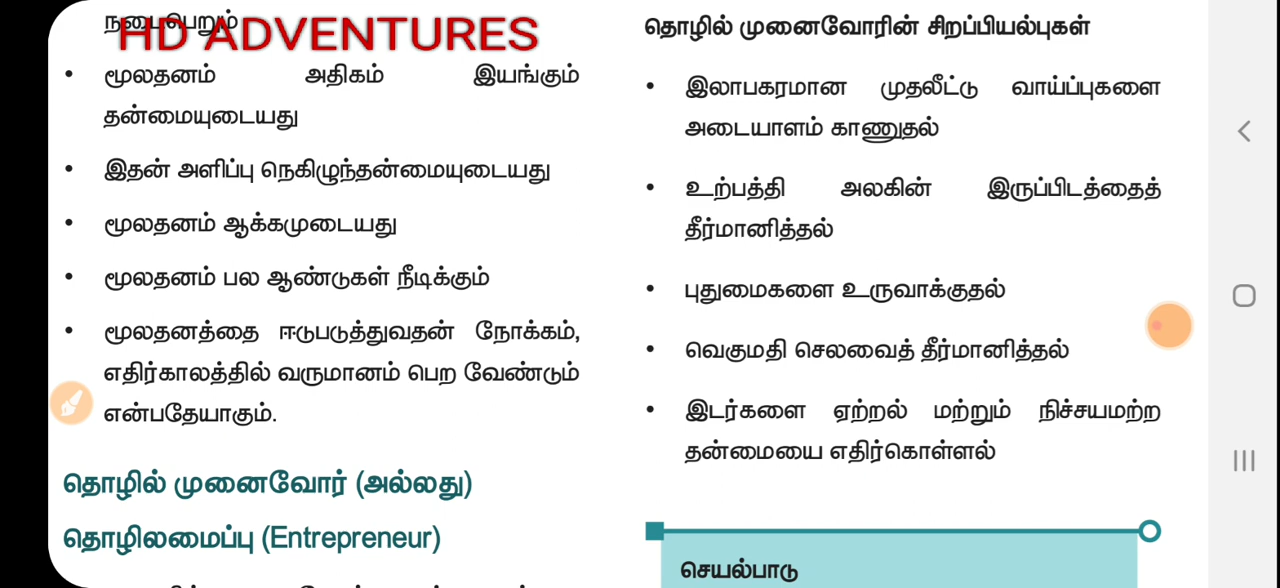 நடைபெறும்
HD ADVENTURES
• மூலதனம் அதிகம் இயங்கும்
தன்மையுடையது
• இதன் அளிப்பு நெகிழுந்தன்மையுடையது
• மூலதனம் ஆக்கமுடையது
• மூலதனம் பல ஆண்டுகள் நீடிக்கும்
• மூலதனத்தை ஈடுபடுத்துவதன் நோக்கம்,
எதிர்காலத்தில் வருமானம் பெற வேண்டும்
என்பதேயாகும்.
தொழில் முனைவோர் (அல்லது)
தொழிலமைப்பு (Entrepreneur)
தொழில் முனைவோரின் சிறப்பியல்புகள்
• இலாபகரமான முதலீட்டு வாய்ப்புகளை
அடையாளம் காணுதல்
• உற்பத்தி அலகின் இருப்பிடத்தைத்
தீர்மானித்தல்
• புதுமைகளை உருவாக்குதல்
• வெகுமதி செலவைத் தீர்மானித்தல்
• இடர்களை ஏற்றல் மற்றும் நிச்சயமற்ற
தன்மையை எதிர்கொள்ளல்
செயல்பாடு